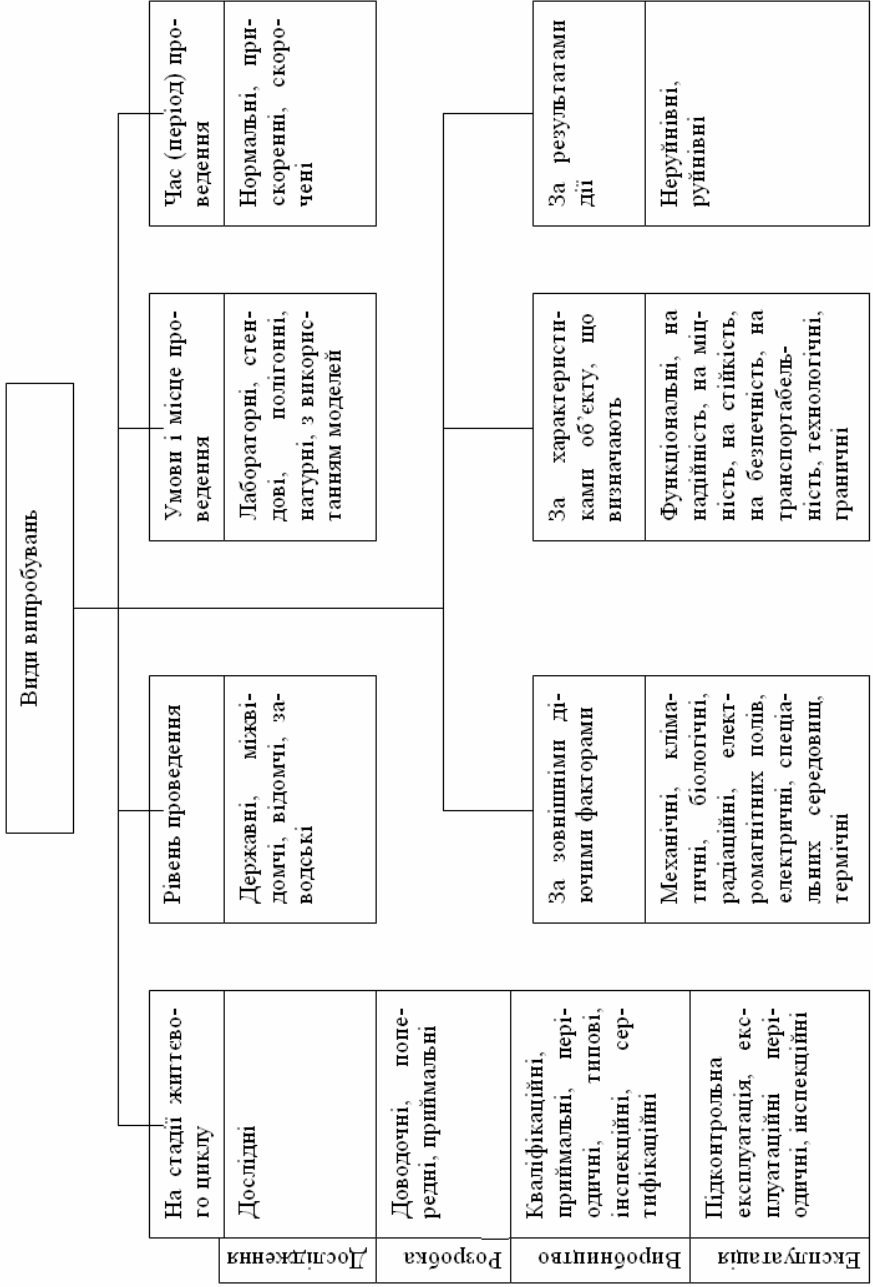 Види випробувань
На стадії життєво-
го циклу
Дослідження
Дослідні
Розробка
Доводочні, попе-
редні, приймальні
Виробництво
Кваліфікаційні,
приймальні, пері-
одичні, типові,
інспекційні, сер-
тифікаційні
Експлуатація
Підконтрольна
експлуатація, екс-
плуатаційні пері-
одичні, інспекційні
Рівень проведення
Державні, міжві-
домчі, відомчі, за-
водські
Умови і місце про-
ведення
Лабораторні, стен-
дові, полігонні,
натурні, з викорис-
танням моделей
Час (період) про-
ведення
Нормальні, при-
скоренні, скоро-
чені
За зовнішніми ді-
ючими факторами
Механічні, кліма-
тичні, біологічні,
радіаційні, елект-
ромагнітних полів,
електричні, спеціа-
льних середовищ,
термічні
За характеристи-
ками об’єкту, що
визначають
Функціональні, на
надійність, на міц-
ність, на стійкість,
на безпечність, на
транспортабель-
ність, технологічні,
граничні
За результатами
дії
Неруйнівні,
руйнівні